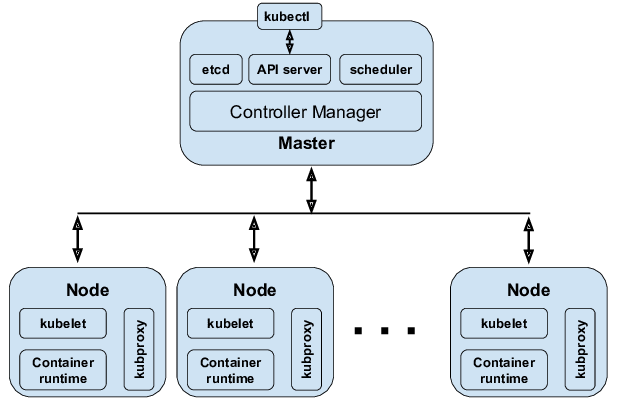 kubectl
etcd
API server
scheduler
Controller Manager
Master
Node
kubelet
Container
runtime
kubproxy
Node
kubelet
Container
runtime
kubproxy
. . .
Node
kubelet
Container
runtime
kubproxy